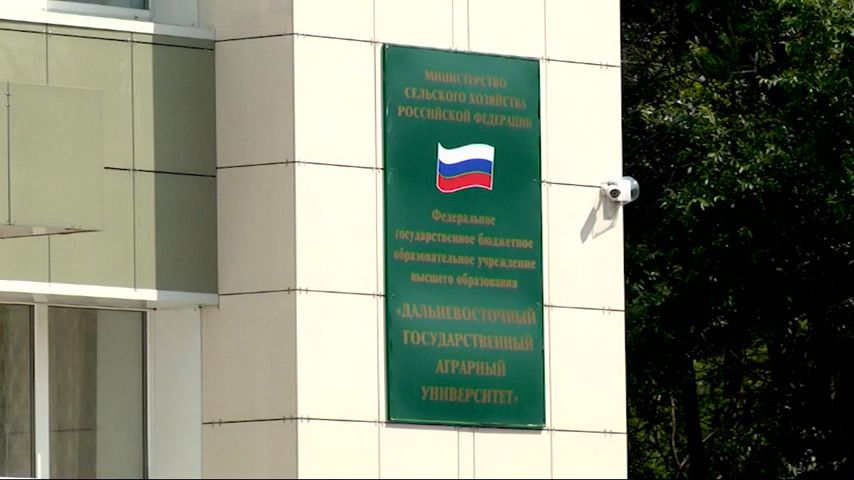 МИНИСТЕРСТВО
СЕЛЬСКОГО ХОЗЯЙСТВА
РОССИЙСКОЙ ФЕДЕРАЦИИ
Федеральное
государственное бюджетное
образовательное учреждение
высшего образования
«ДАЛЬНЕВОСТОЧНЫЙ
ГОСУДАРСТВЕННЫЙ
АГРАРНЫЙ
УНИВЕРСИТЕТ»